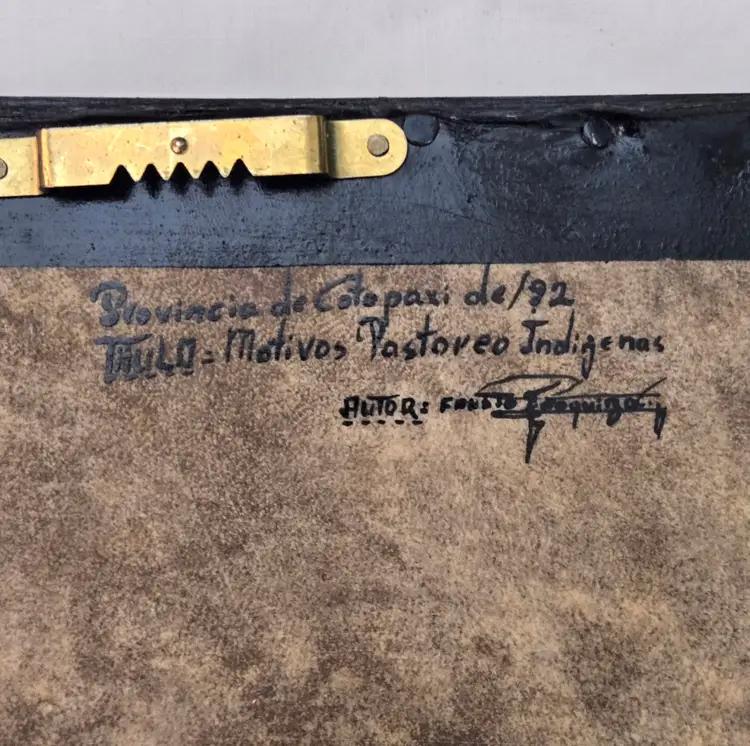 Provincia de Cotopaxi de/92
TITULO = Motivos Pastoreo Indigenas
AUTOR: FAUSTO